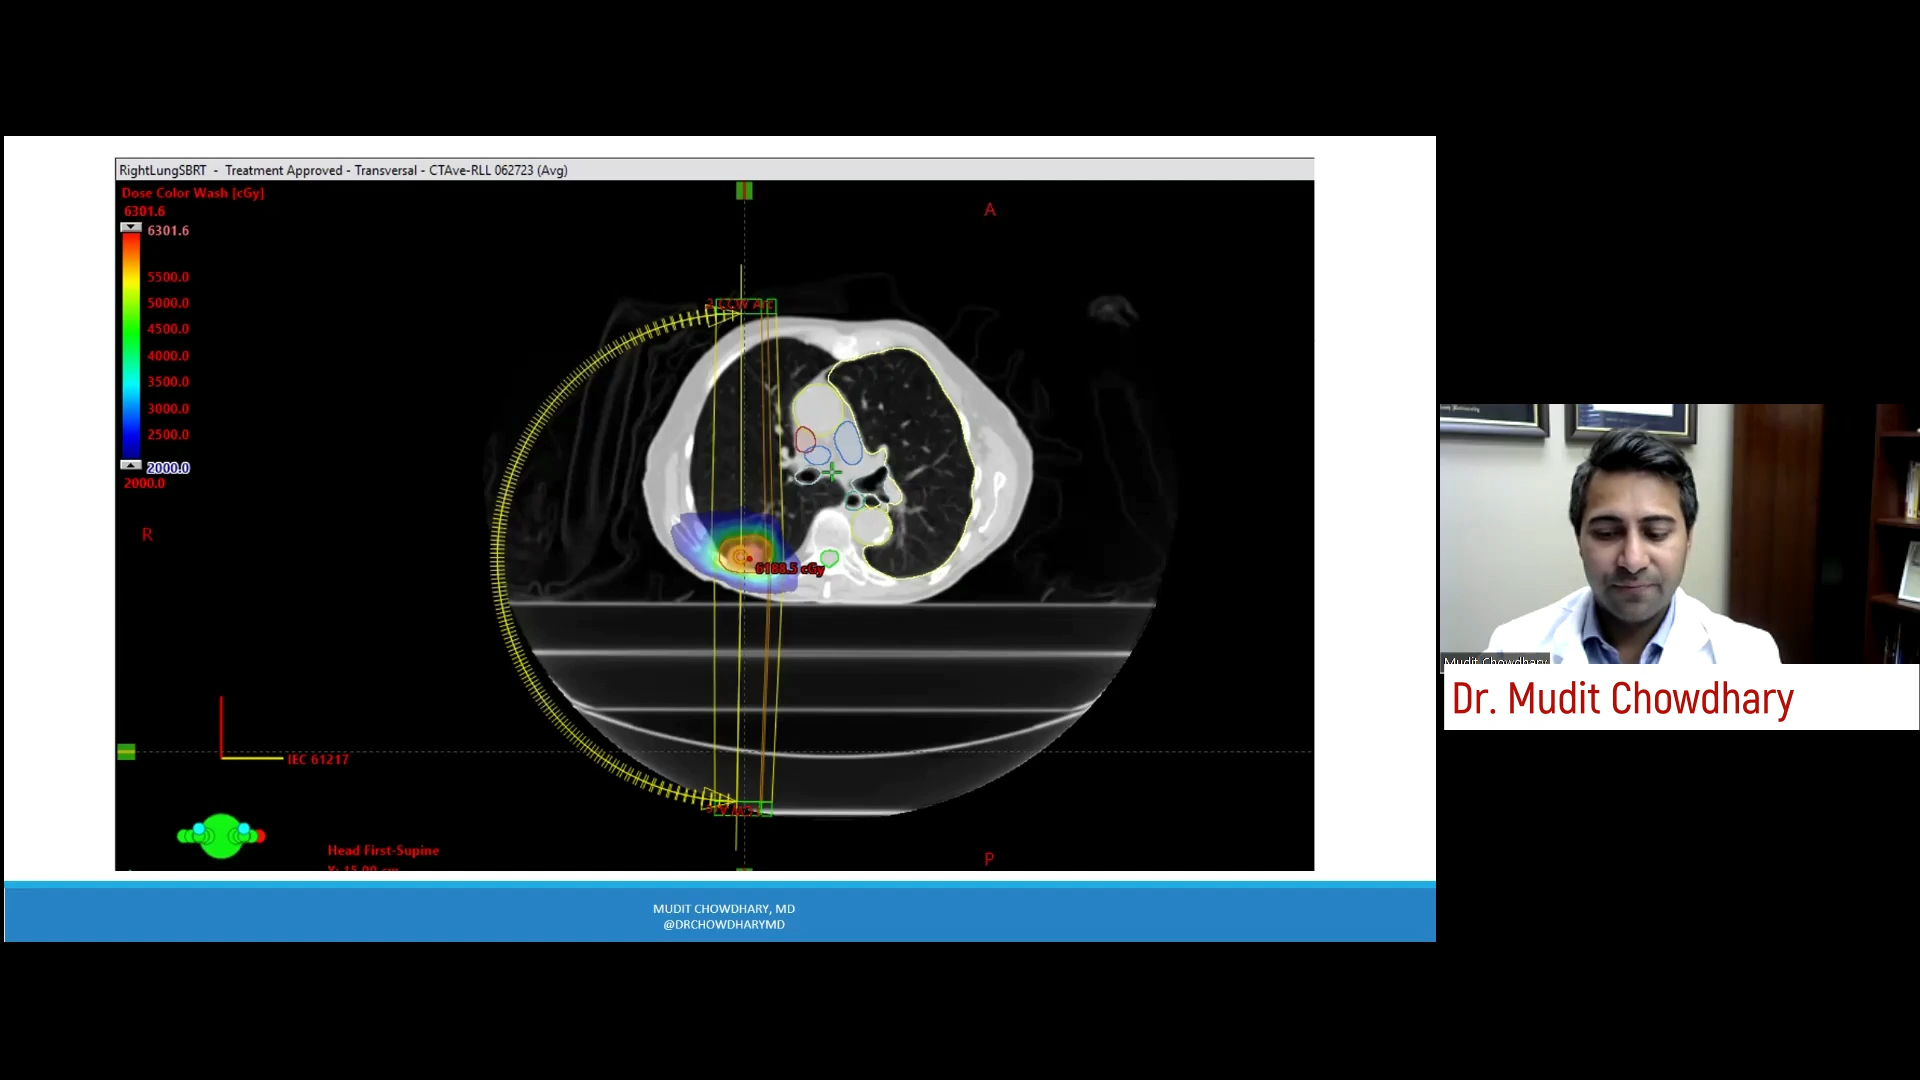 RightLungSBRT - Treatment Approved - Transversal - CTAve-RLL 062723 (Avg)
Dose Color Wash [cGy]
6301.6
6301.6
5500.0
5000.0
4500.0
4000.0
3500.0
3000.0
2500.0
2000.0
2000.0
A
R
6188.5 cGy
IEC 61217
Head First-Supine
P
MUDIT CHOWDHARY, MD
@DRCHOWDHARYMD
Mudit Chowdhary
Dr. Mudit Chowdhary